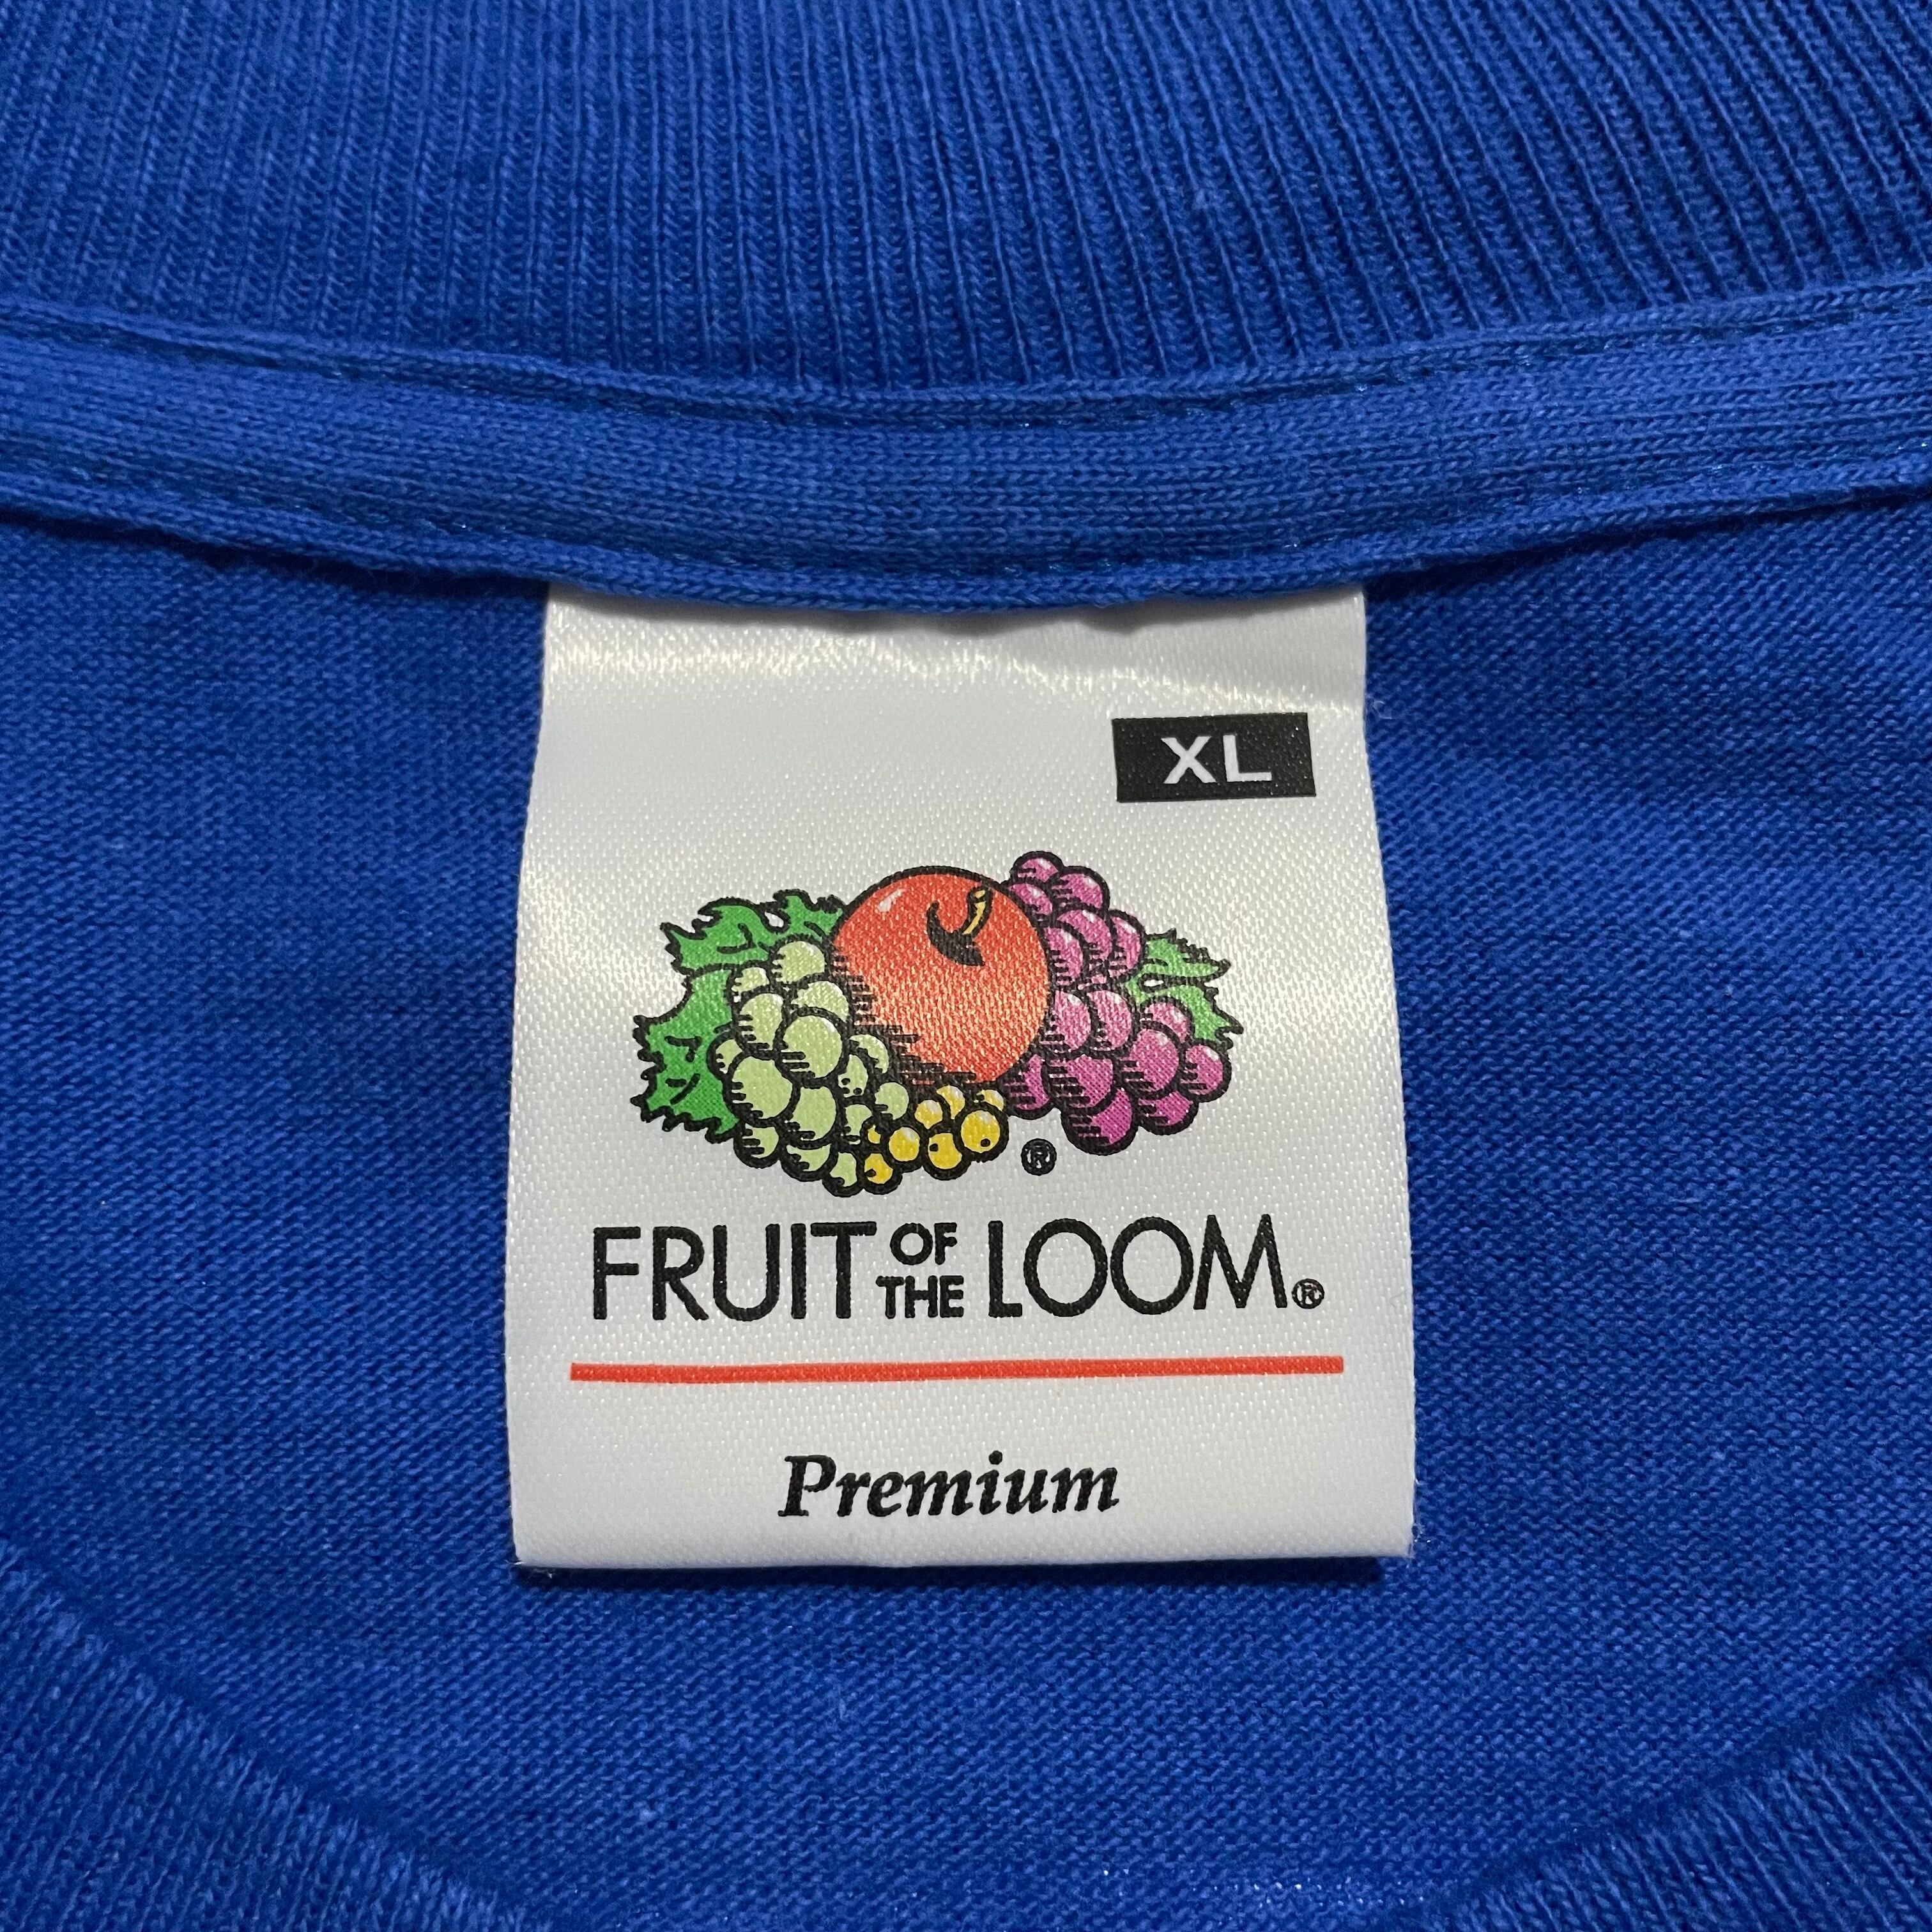 XL
®
FRUIT OF THE LOOM®
Premium